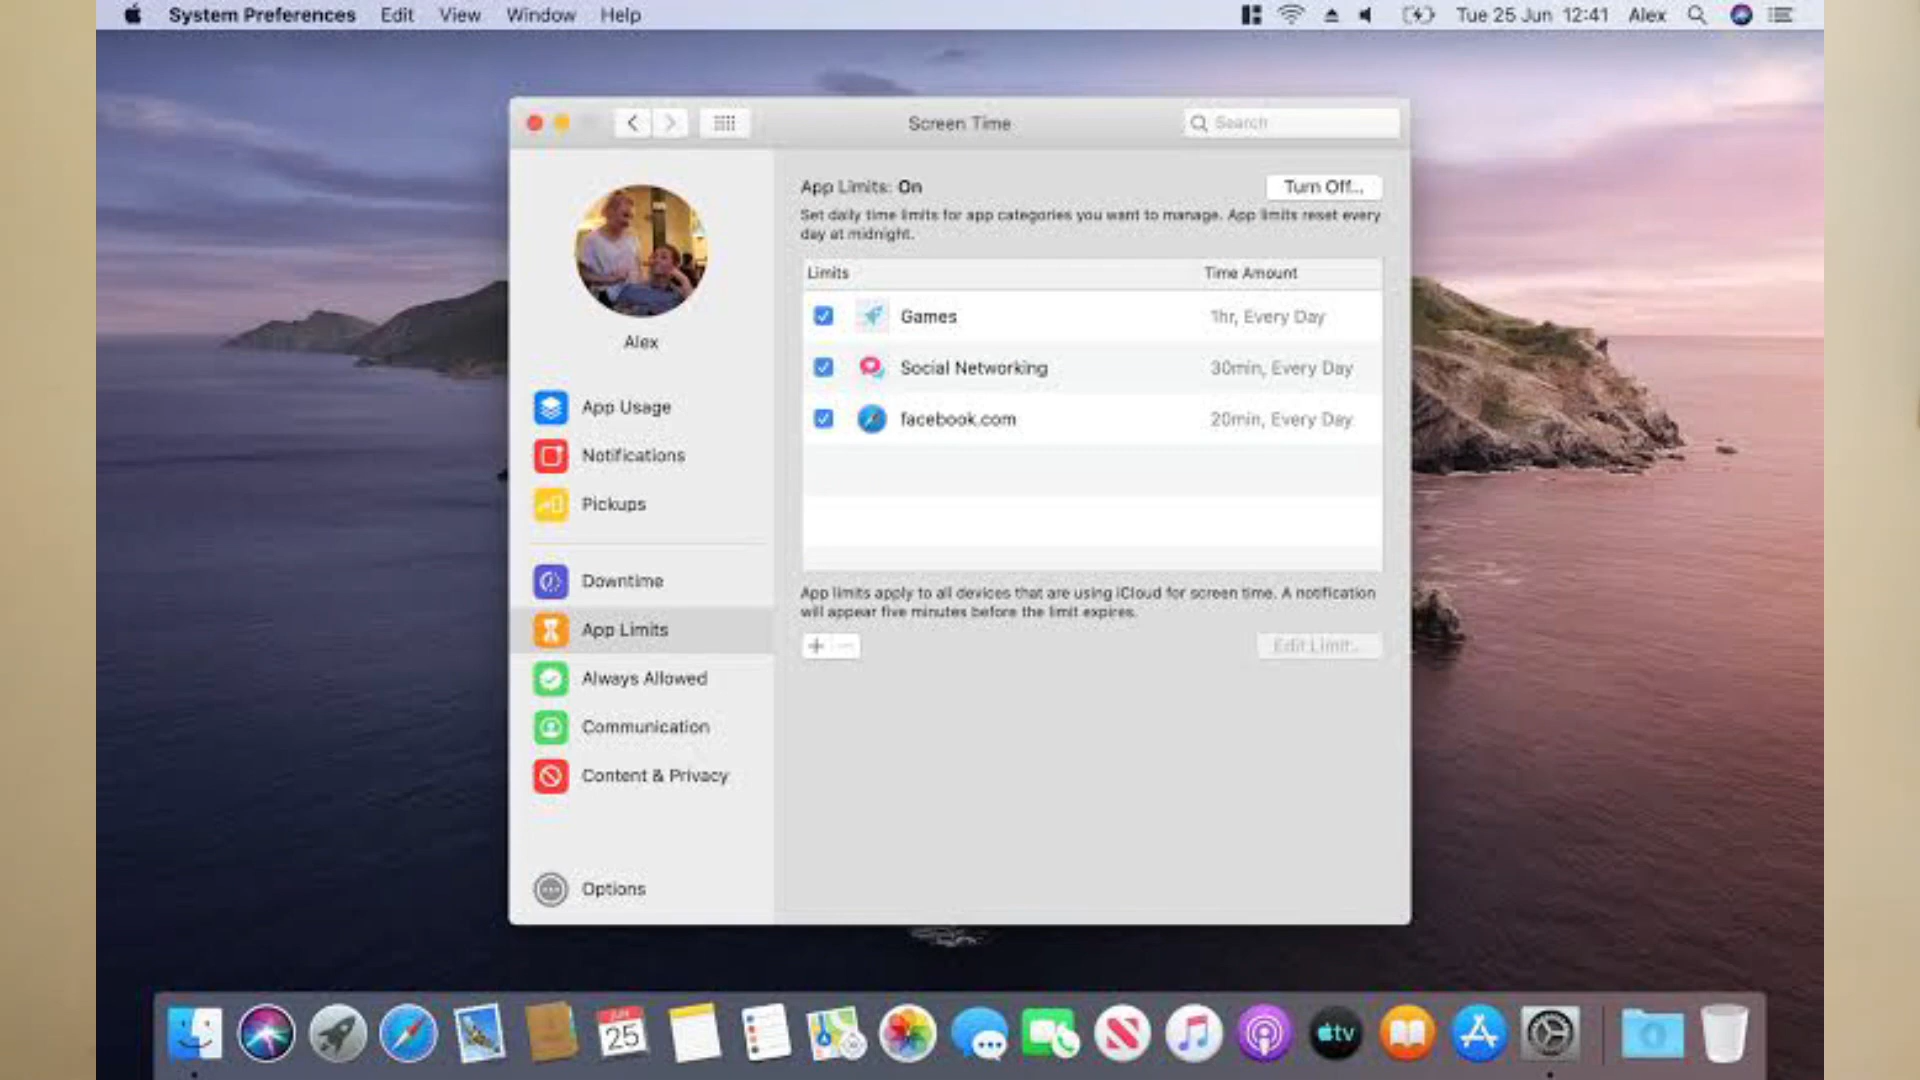 System Preferences Edit View Window Help
Tue 25 Jun 12:41 Alex
Screen Time
Search
Alex
App Usage
Notifications
Pickups
Downtime
App Limits
Always Allowed
Communication
Content & Privacy
Options
App Limits: On
Turn Off...
Set daily time limits for app categories you want to manage. App limits reset every
day at midnight.
Limits Time Amount
Games 1hr, Every Day
Social Networking 30min, Every Day
facebook.com 20min, Every Day
App limits apply to all devices that are using iCloud for screen time. A notification
will appear five minutes before the limit expires.
Edit Limit...
JUN
25
tv